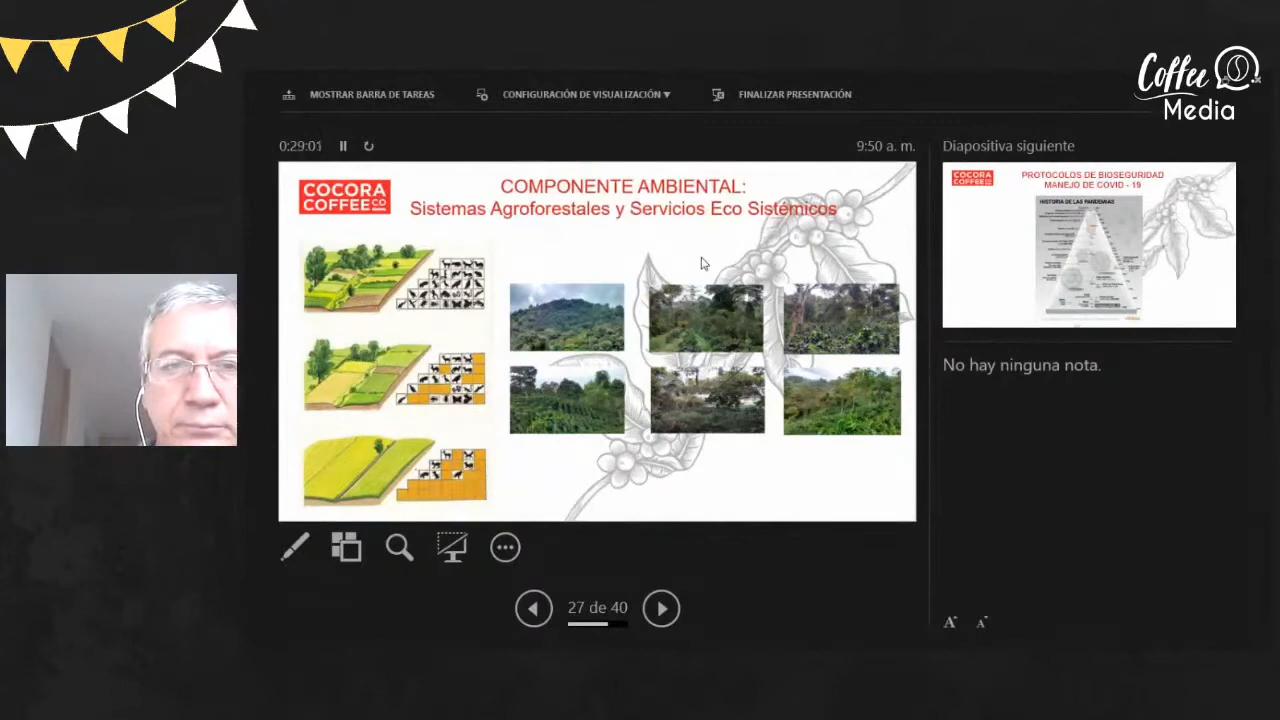 Coffee
Media
MOSTRAR BARRA DE TAREAS
CONFIGURACIÓN DE VISUALIZACIÓN ▼
FINALIZAR PRESENTACIÓN
0:29:01
9:50 a. m.
Diapositiva siguiente
COCORA
COFFEE CO
COMPONENTE AMBIENTAL:
Sistemas Agroforestales y Servicios Eco Sistémicos
COCORA
COFFEE CO
PROTOCOLOS DE BIOSEGURIDAD
MANEJO DE COVID - 19
HISTORIA DE LAS PANDEMIAS
No hay ninguna nota.
27 de 40
A A